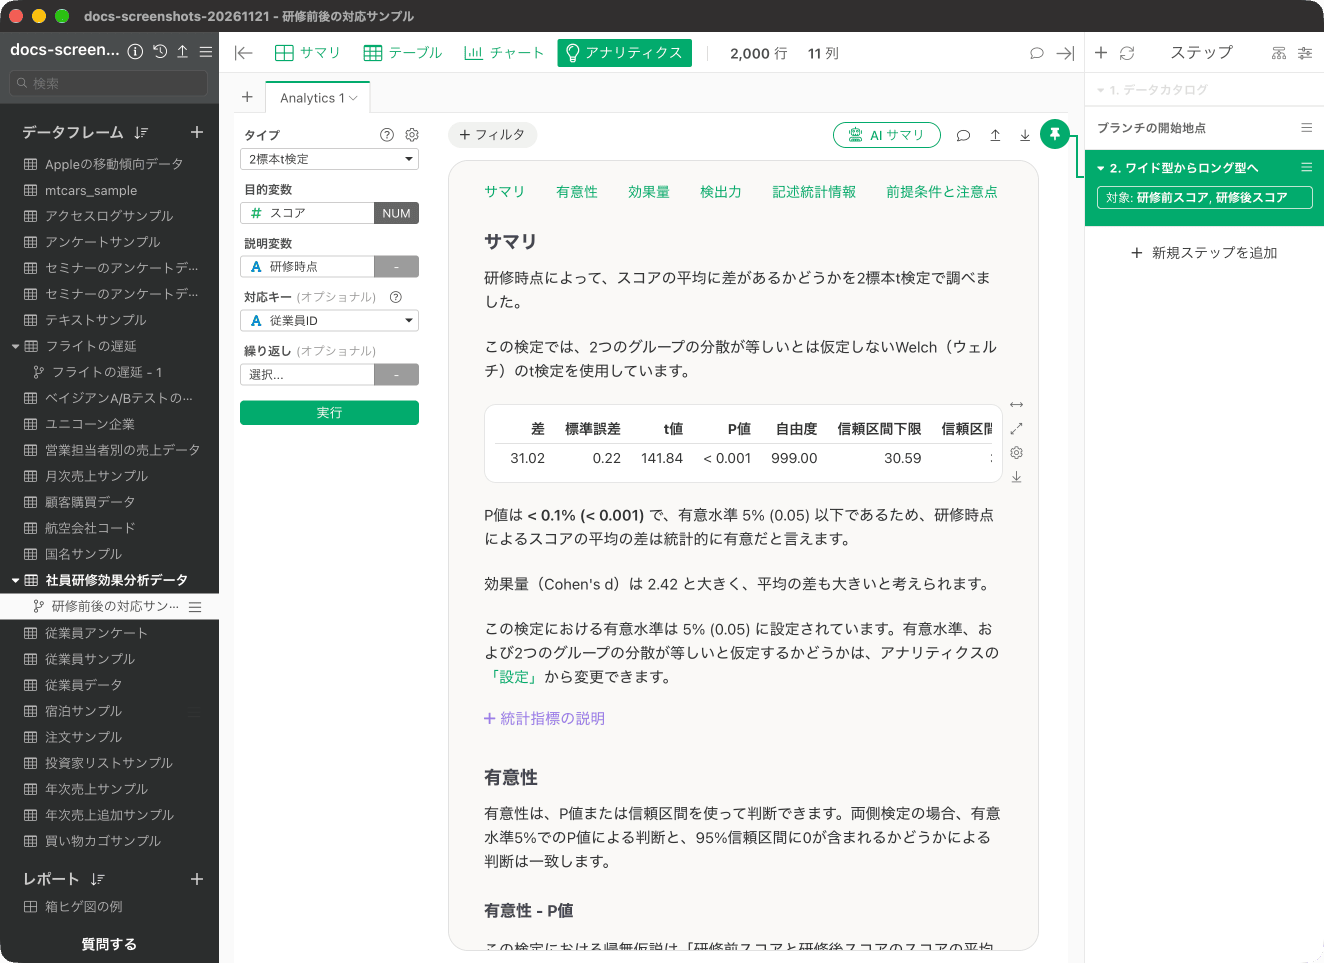 docs-screenshots-20261121 - 研修前後の対応サンプル
docs-screen...
検索
データフレーム
Appleの移動傾向データ
mtcars_sample
アクセスログサンプル
アンケートサンプル
セミナーのアンケートデ...
セミナーのアンケートデ...
テキストサンプル
フライトの遅延
フライトの遅延 - 1
ベイジアンA/Bテストの...
ユニコーン企業
営業担当者別の売上データ
月次売上サンプル
顧客購買データ
航空会社コード
国名サンプル
社員研修効果分析データ
研修前後の対応サン...
従業員アンケート
従業員サンプル
従業員データ
宿泊サンプル
注文サンプル
投資家リストサンプル
年次売上サンプル
年次売上追加サンプル
買い物カゴサンプル
レポート
箱ヒゲ図の例
質問する
サマリ テーブル チャート アナリティクス 2,000 行 11 列
Analytics 1
タイプ
2標本t検定
目的変数
# スコア NUM
説明変数
A 研修時点 -
対応キー (オプショナル)
A 従業員ID
繰り返し (オプショナル)
選択... -
実行
+ フィルタ
AI サマリ
サマリ 有意性 効果量 検出力 記述統計情報 前提条件と注意点
サマリ
研修時点によって、スコアの平均に差があるかどうかを2標本t検定で調べま
した。
この検定では、2つのグループの分散が等しいとは仮定しないWelch（ウェル
チ）のt検定を使用しています。
差 標準誤差 t値 P値 自由度 信頼区間下限 信頼区間
31.02 0.22 141.84 < 0.001 999.00 30.59
P値は < 0.1% (< 0.001) で、有意水準 5% (0.05) 以下であるため、研修時点
によるスコアの平均の差は統計的に有意だと言えます。
効果量（Cohen's d）は 2.42 と大きく、平均の差も大きいと考えられます。
この検定における有意水準は 5% (0.05) に設定されています。有意水準、お
よび2つのグループの分散が等しいと仮定するかどうかは、アナリティクスの
「設定」から変更できます。
+ 統計指標の説明
有意性
有意性は、P値または信頼区間を使って判断できます。両側検定の場合、有意
水準5%でのP値による判断と、95%信頼区間に0が含まれるかどうかによる
判断は一致します。
有意性 - P値
この検定における帰無仮説は「研修前スコアと研修後スコアのスコアの平均
ステップ
1. データカタログ
ブランチの開始地点
2. ワイド型からロング型へ
対象: 研修前スコア, 研修後スコア
+ 新規ステップを追加